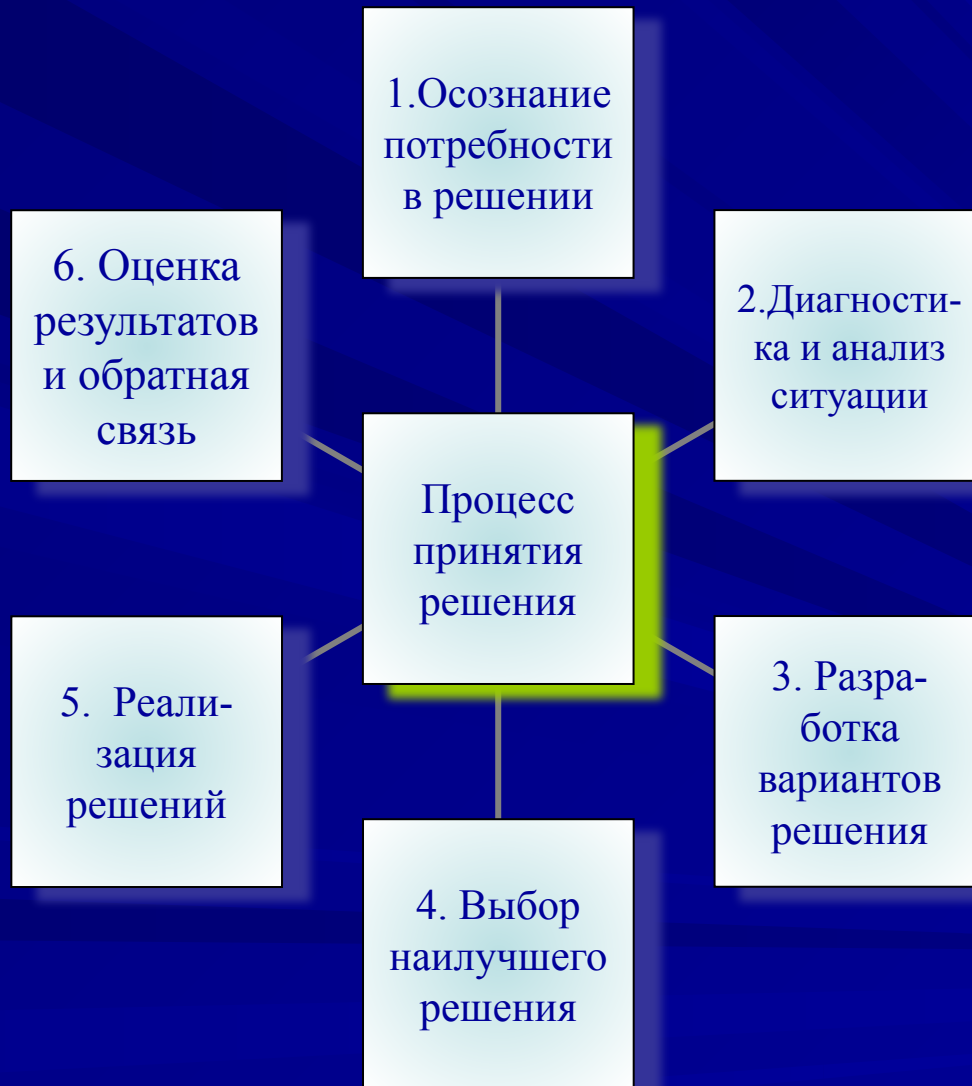 1.Осознание
потребности
в решении
6. Оценка
результатов
и обратная
связь
2.Диагности-
ка и анализ
ситуации
Процесс
принятия
решения
5. Реали-
зация
решений
3. Разра-
ботка
вариантов
решения
4. Выбор
наилучшего
решения